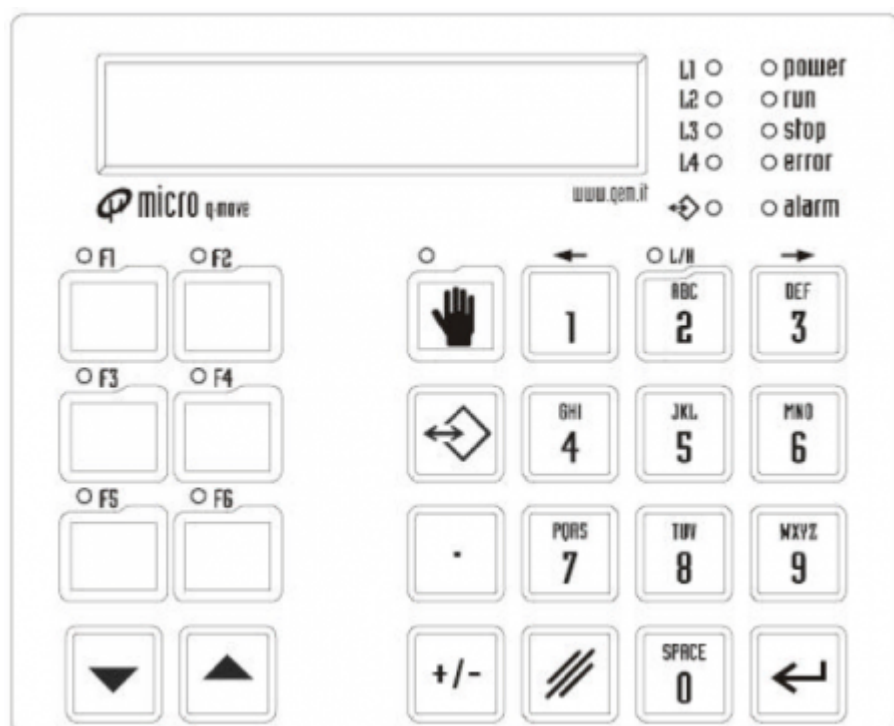 L1 power
L2 run
L3 stop
L4 error
alarm
μ micro q-move www.qem.it
F1 F2 L/H
ABC DEF
1 2 3
F3 F4
GHI JKL MNO
4 5 6
F5 F6
PQRS TUV WXYZ
. 7 8 9
SPACE
+/- 0